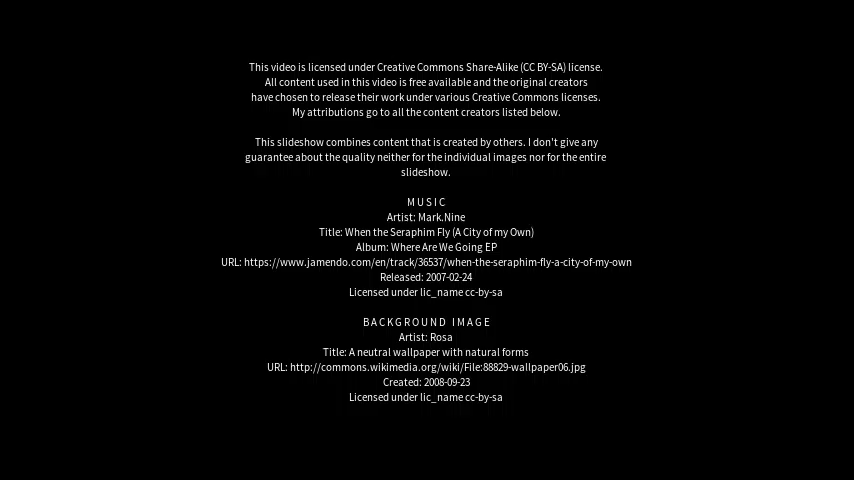 This video is licensed under Creative Commons Share-Alike (CC BY-SA) license.
All content used in this video is free available and the original creators
have chosen to release their work under various Creative Commons licenses.
My attributions go to all the content creators listed below.
This slideshow combines content that is created by others. I don't give any
guarantee about the quality neither for the individual images nor for the entire
slideshow.
MUSIC
Artist: Mark.Nine
Title: When the Seraphim Fly (A City of my Own)
Album: Where Are We Going EP
URL: https://www.jamendo.com/en/track/36537/when-the-seraphim-fly-a-city-of-my-own
Released: 2007-02-24
Licensed under lic_name cc-by-sa
BACKGROUND IMAGE
Artist: Rosa
Title: A neutral wallpaper with natural forms
URL: http://commons.wikimedia.org/wiki/File:88829-wallpaper06.jpg
Created: 2008-09-23
Licensed under lic_name cc-by-sa